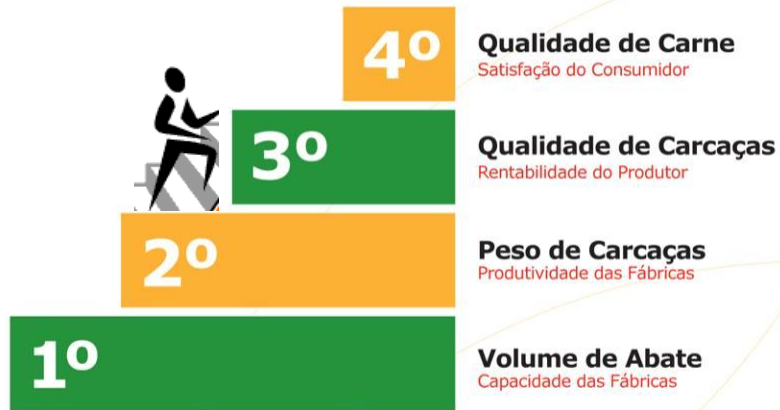 4º
Qualidade de Carne
Satisfação do Consumidor
3º
Qualidade de Carcaças
Rentabilidade do Produtor
2º
Peso de Carcaças
Produtividade das Fábricas
1º
Volume de Abate
Capacidade das Fábricas